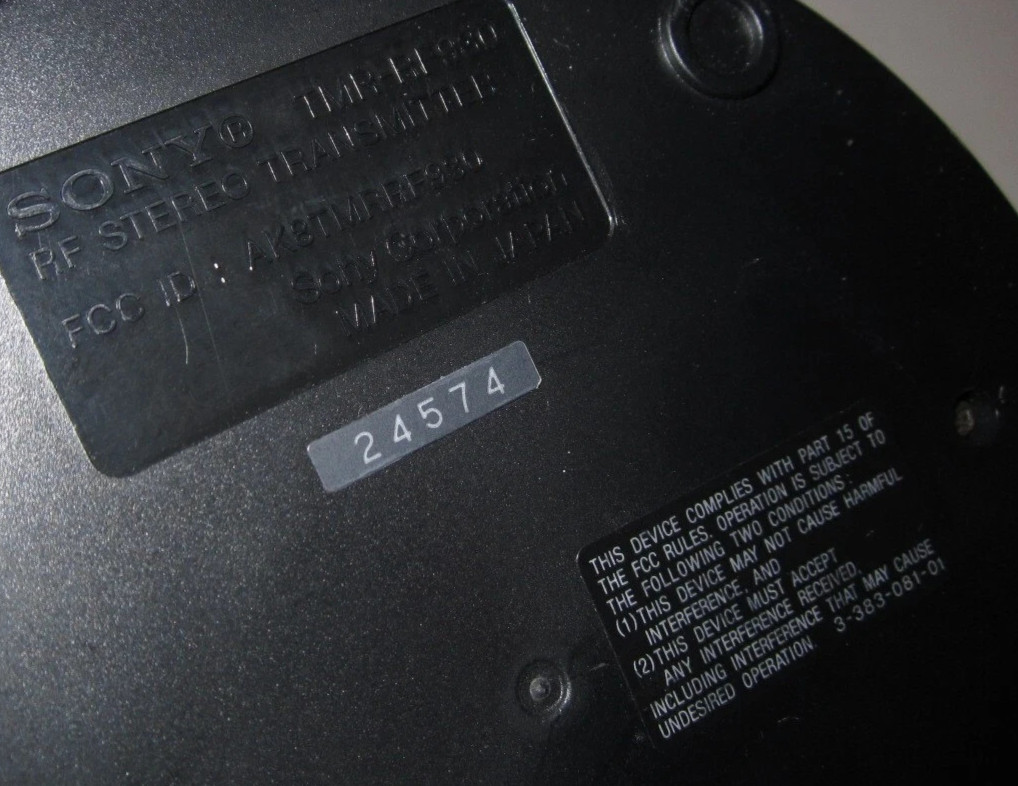 SONY® TMR-RF930
RF STEREO TRANSMITTER
FCC ID : AK8TMRRF930
Sony Corporation
MADE IN JAPAN
24574
THIS DEVICE COMPLIES WITH PART 15 OF
THE FCC RULES. OPERATION IS SUBJECT TO
THE FOLLOWING TWO CONDITIONS:
(1) THIS DEVICE MAY NOT CAUSE HARMFUL
INTERFERENCE, AND
(2) THIS DEVICE MUST ACCEPT
ANY INTERFERENCE RECEIVED,
INCLUDING INTERFERENCE THAT MAY CAUSE
UNDESIRED OPERATION. 3-383-081-01